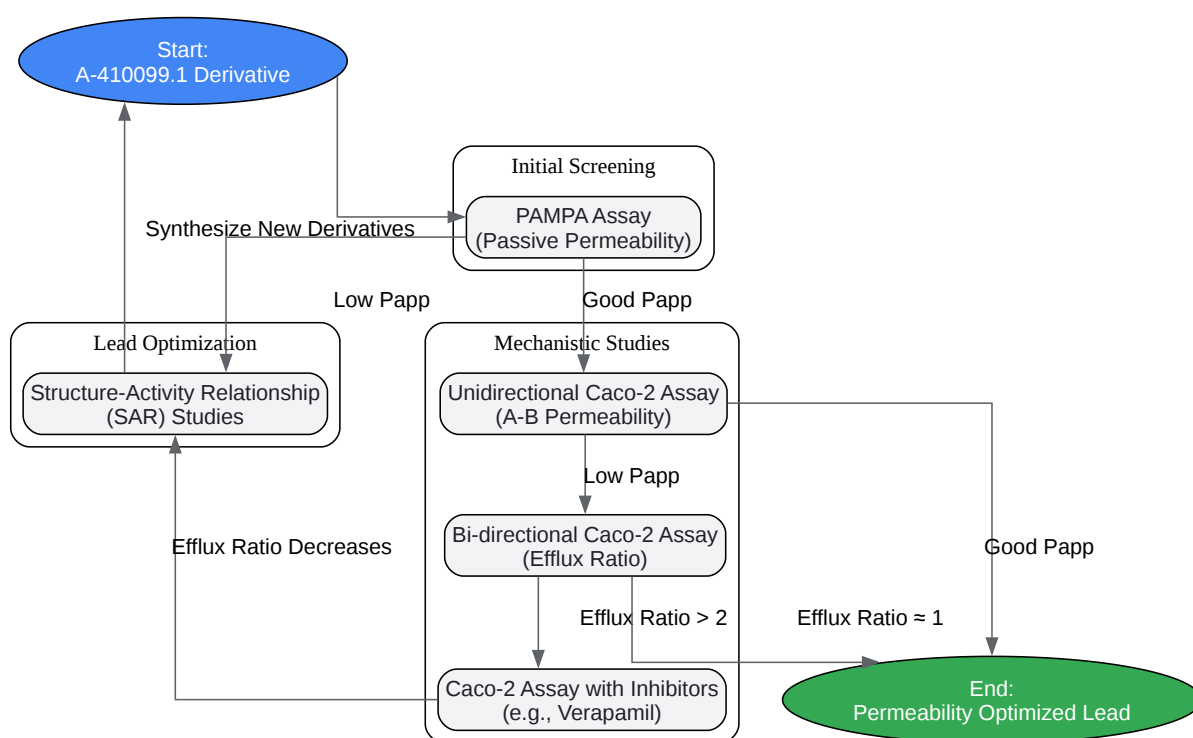 Start:
A-410099.1 Derivative
Initial Screening
PAMPA Assay
(Passive Permeability)
Synthesize New Derivatives
Low Papp
Good Papp
Lead Optimization
Structure-Activity Relationship
(SAR) Studies
Mechanistic Studies
Unidirectional Caco-2 Assay
(A-B Permeability)
Low Papp
Bi-directional Caco-2 Assay
(Efflux Ratio)
Efflux Ratio Decreases
Good Papp
Efflux Ratio > 2
Efflux Ratio ≈ 1
Caco-2 Assay with Inhibitors
(e.g., Verapamil)
End:
Permeability Optimized Lead